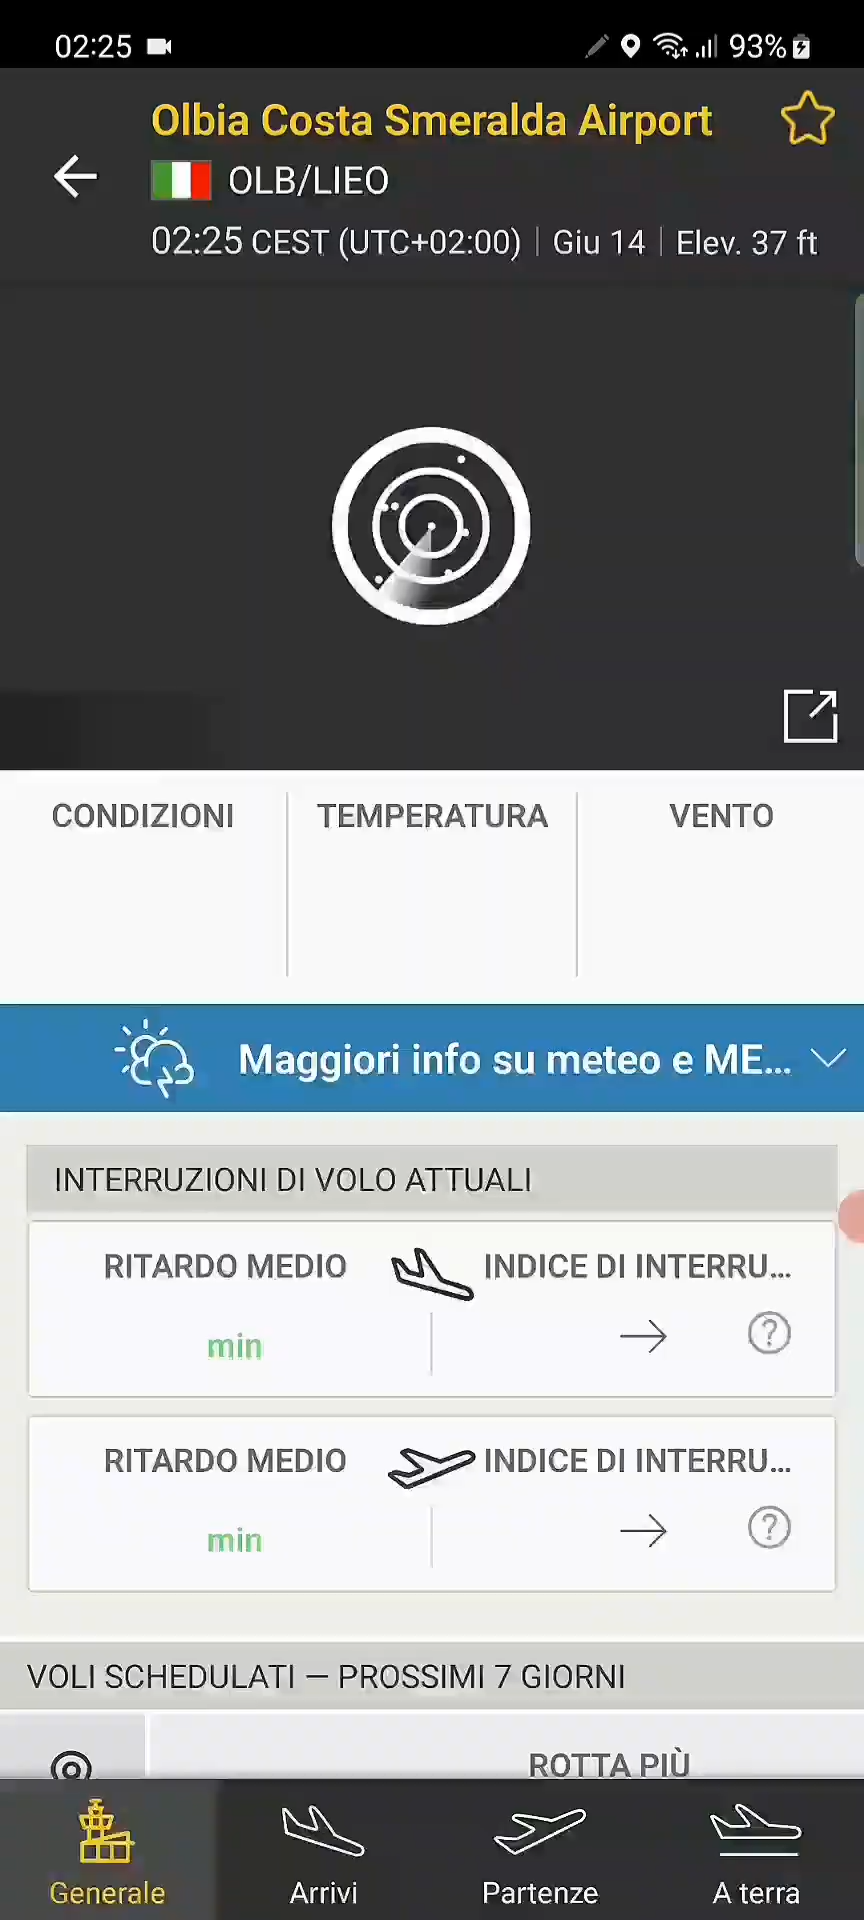 02:25
93%
Olbia Costa Smeralda Airport
OLB/LIEO
02:25 CEST (UTC+02:00) | Giu 14 | Elev. 37 ft
CONDIZIONI
TEMPERATURA
VENTO
Maggiori info su meteo e ME...
INTERRUZIONI DI VOLO ATTUALI
RITARDO MEDIO
INDICE DI INTERRU...
min
RITARDO MEDIO
INDICE DI INTERRU...
min
VOLI SCHEDULATI — PROSSIMI 7 GIORNI
ROTTA PIÙ
Generale
Arrivi
Partenze
A terra